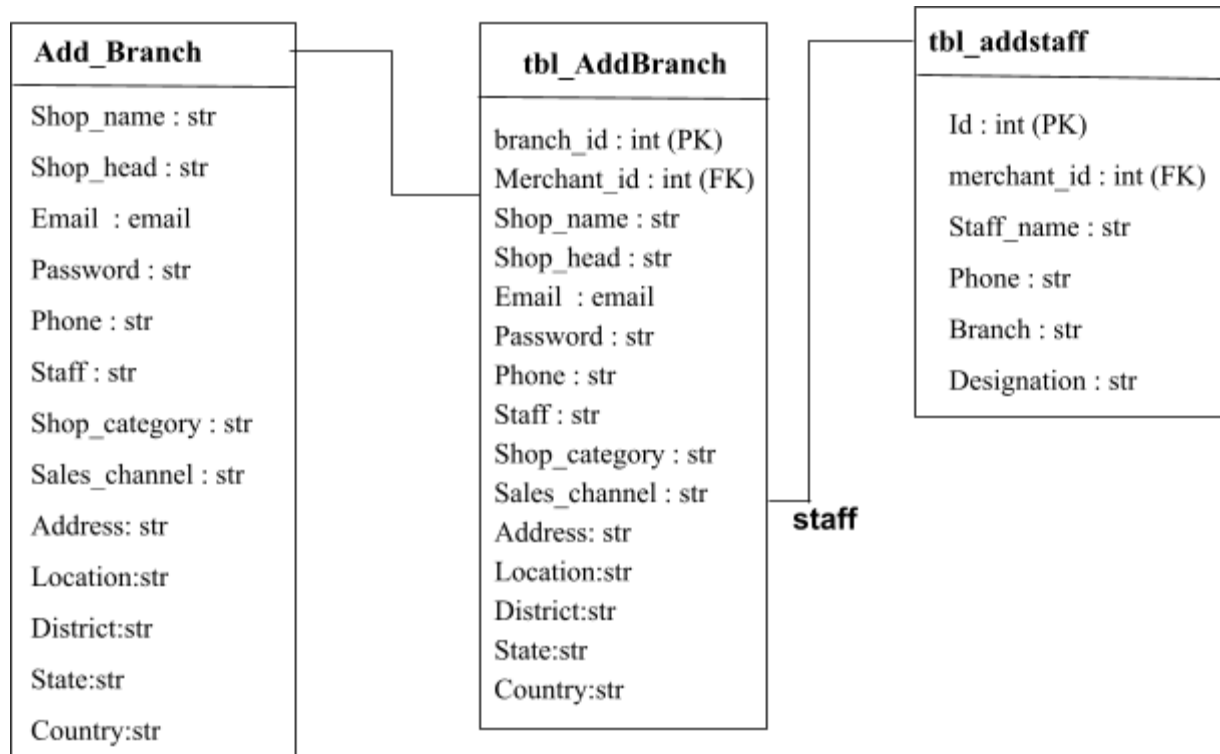 Add_Branch
Shop_name : str
Shop_head : str
Email : email
Password : str
Phone : str
Staff : str
Shop_category : str
Sales_channel : str
Address: str
Location:str
District:str
State:str
Country:str
tbl_AddBranch
branch_id : int (PK)
Merchant_id : int (FK)
Shop_name : str
Shop_head : str
Email : email
Password : str
Phone : str
Staff : str
Shop_category : str
Sales_channel : str
Address: str
Location:str
District:str
State:str
Country:str
staff
tbl_addstaff
Id : int (PK)
merchant_id : int (FK)
Staff_name : str
Phone : str
Branch : str
Designation : str